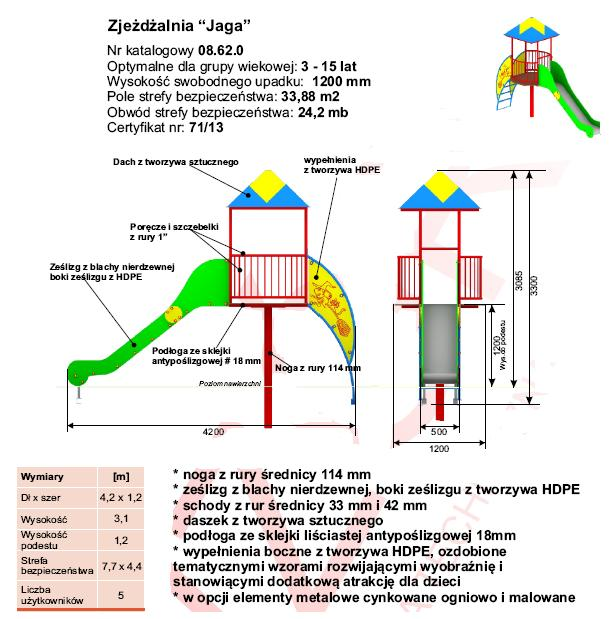 Zjeżdżalnia “Jaga”
Nr katalogowy 08.62.0
Optymalne dla grupy wiekowej: 3 - 15 lat
Wysokość swobodnego upadku: 1200 mm
Pole strefy bezpieczeństwa: 33,88 m2
Obwód strefy bezpieczeństwa: 24,2 mb
Certyfikat nr: 71/13
Dach z tworzywa sztucznego
wypełnienia
z tworzywa HDPE
Poręcze i szczebelki
z rury 1”
Ześlizg z blachy nierdzewnej
boki ześlizgu z HDPE
Podłoga ze sklejki
antypoślizgowej # 18 mm
Noga z rury 114 mm
Poziom nawierzchni
4200
1200
Wys.od podestu
3085
3300
500
1200
Wymiary [m]
Dł x szer 4,2 x 1,2
Wysokość 3,1
Wysokość
podestu 1,2
Strefa
bezpieczeństwa 7,7 x 4,4
Liczba
użytkowników 5
* noga z rury średnicy 114 mm
* ześlizg z blachy nierdzewnej, boki ześlizgu z tworzywa HDPE
* schody z rur średnicy 33 mm i 42 mm
* daszek z tworzywa sztucznego
* podłoga ze sklejki liściastej antypoślizgowej 18mm
* wypełnienia boczne z tworzywa HDPE, ozdobione
tematycznymi wzorami rozwijającymi wyobraźnię i
stanowiącymi dodatkową atrakcję dla dzieci
* w opcji elementy metalowe cynkowane ogniowo i malowane